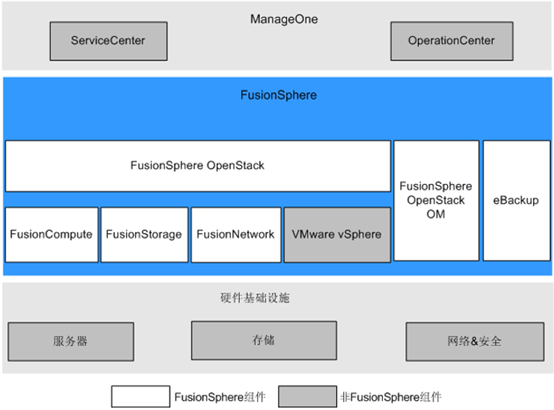 ManageOne
ServiceCenter
OperationCenter
FusionSphere
FusionSphere OpenStack
FusionSphere
OpenStack
OM
eBackup
FusionCompute
FusionStorage
FusionNetwork
VMware vSphere
硬件基础设施
服务器
存储
网络&安全
FusionSphere组件
非FusionSphere组件